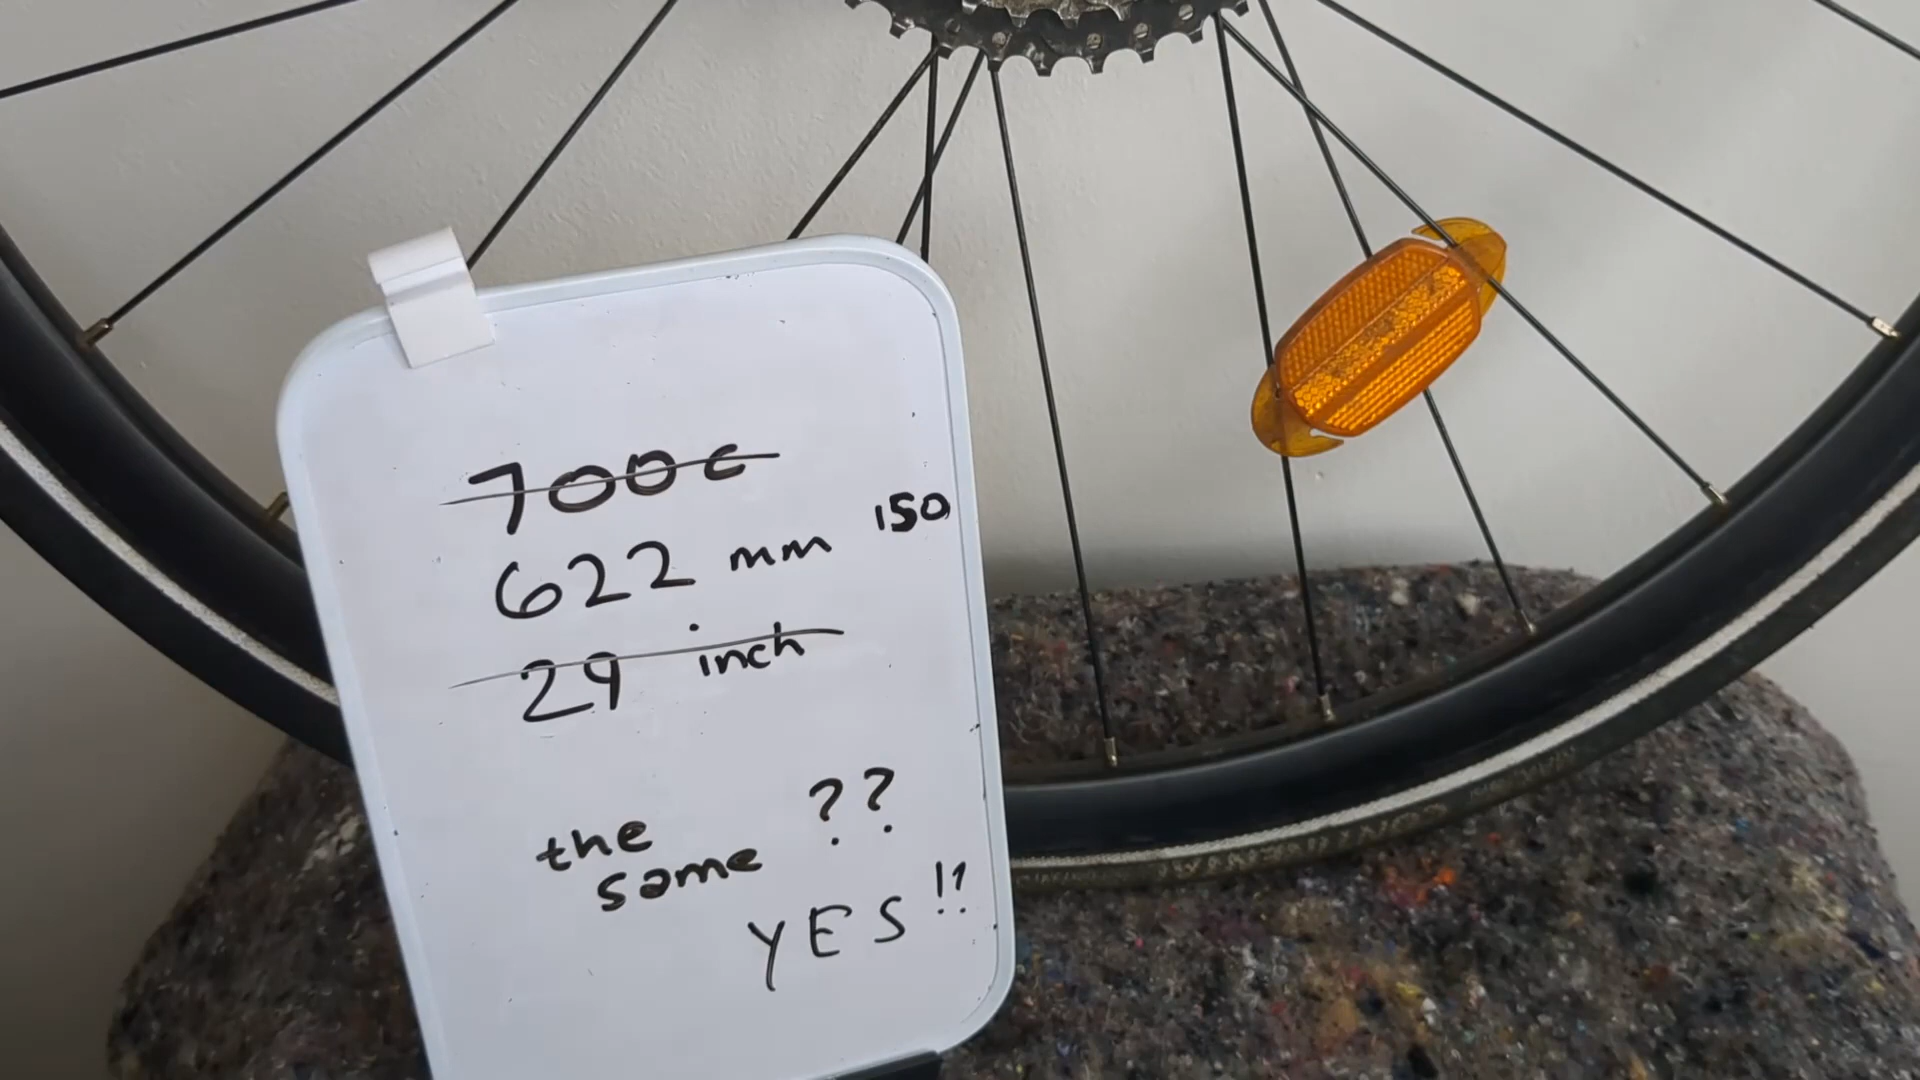 700c
622 mm ISO
29 inch
the same ??
YES !!